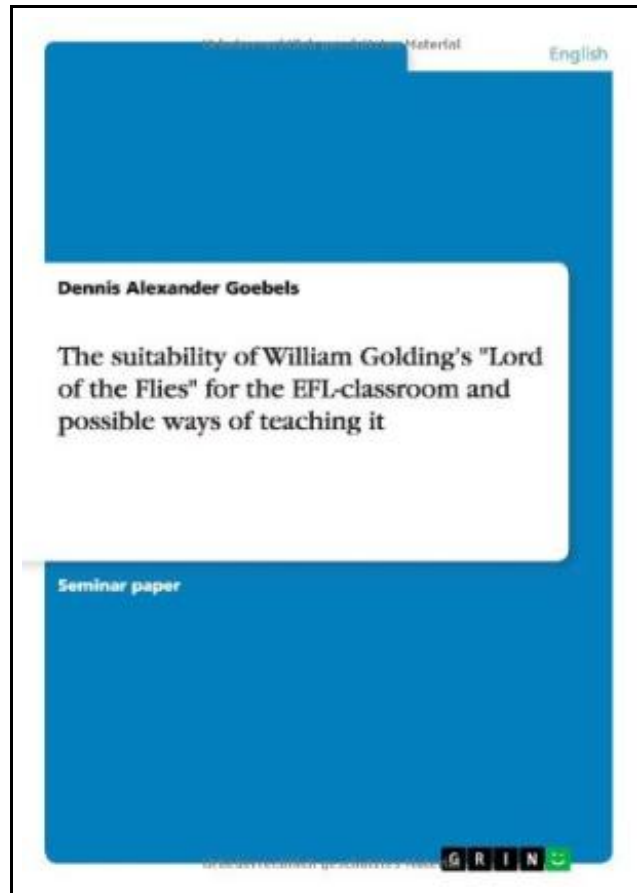 Material
English
Dennis Alexander Goebels
The suitability of William Golding's "Lord
of the Flies" for the EFL-classroom and
possible ways of teaching it
Seminar paper
GRIN